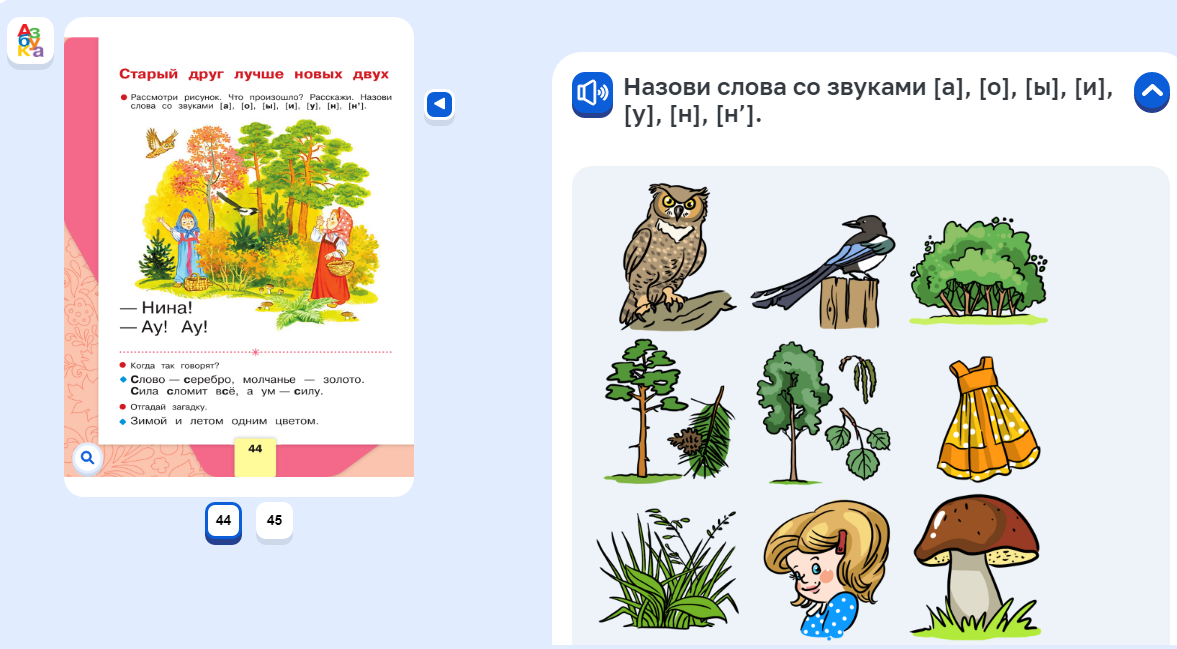 Азбука
Старый друг лучше новых двух
Рассмотри рисунок. Что произошло? Расскажи. Назови
слова со звуками [а], [о], [ы], [и], [у], [н], [н'].
— Нина!
— Ау! Ау!
Когда так говорят?
Слово — серебро, молчанье — золото.
Сила сломит всё, а ум — силу.
Отгадай загадку.
Зимой и летом одним цветом.
44
44 45
Назови слова со звуками [а], [о], [ы], [и],
[у], [н], [н′].